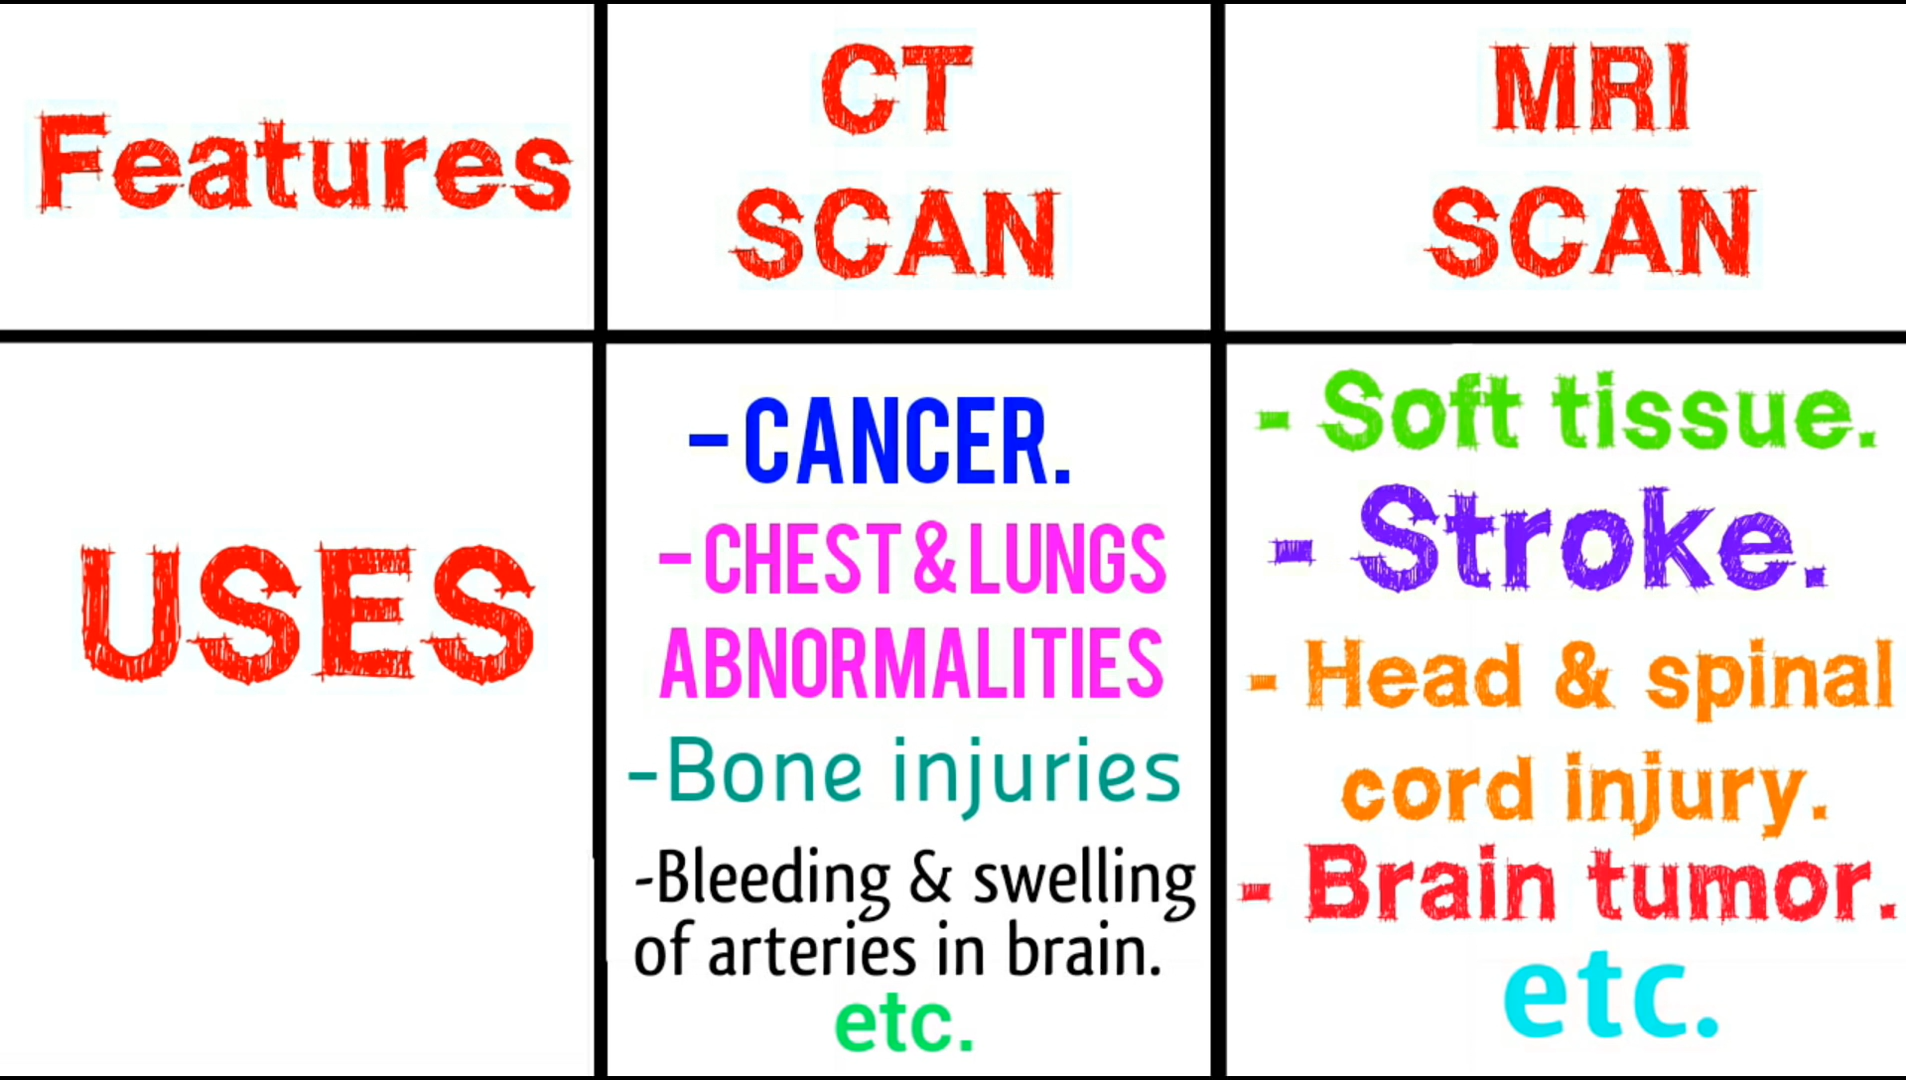 Features
CT
SCAN
MRI
SCAN
USES
- CANCER.
- CHEST & LUNGS
ABNORMALITIES
-Bone injuries
-Bleeding & swelling
of arteries in brain.
etc.
- Soft tissue.
- Stroke.
- Head & spinal
cord injury.
- Brain tumor.
etc.